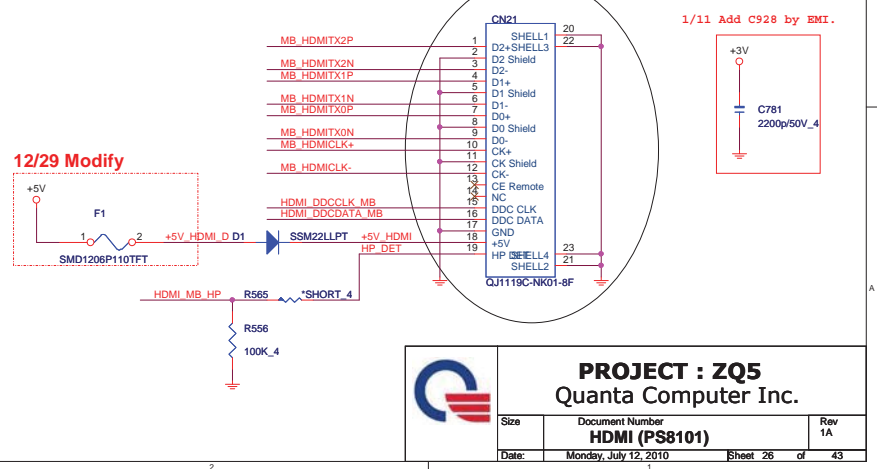 CN21
1/11 Add C928 by EMI.
MB_HDMITX2P
1
D2+
SHELL1
20
SHELL3
22
2
D2 Shield
MB_HDMITX2N
3
D2-
MB_HDMITX1P
4
D1+
5
D1 Shield
MB_HDMITX1N
6
D1-
MB_HDMITX0P
7
D0+
8
D0 Shield
MB_HDMITX0N
9
D0-
MB_HDMICLK+
10
CK+
11
CK Shield
MB_HDMICLK-
12
CK-
13
CE Remote
14
NC
HDMI_DDCCLK_MB
15
DDC CLK
HDMI_DDCDATA_MB
16
DDC DATA
17
GND
+5V_HDMI
18
+5V
HP_DET
19
HP DET
SHELL4
23
SHELL2
21
QJ1119C-NK01-8F
+3V
C781
2200p/50V_4
12/29 Modify
+5V
F1
1
2
+5V_HDMI_D
D1
SSM22LLPT
SMD1206P110TFT
HDMI_MB_HP
R565
*SHORT_4
R556
100K_4
A
PROJECT : ZQ5
Quanta Computer Inc.
Size
Document Number
Rev
HDMI (PS8101)
1A
Date:
Monday, July 12, 2010
Sheet 26 of 43
2
1